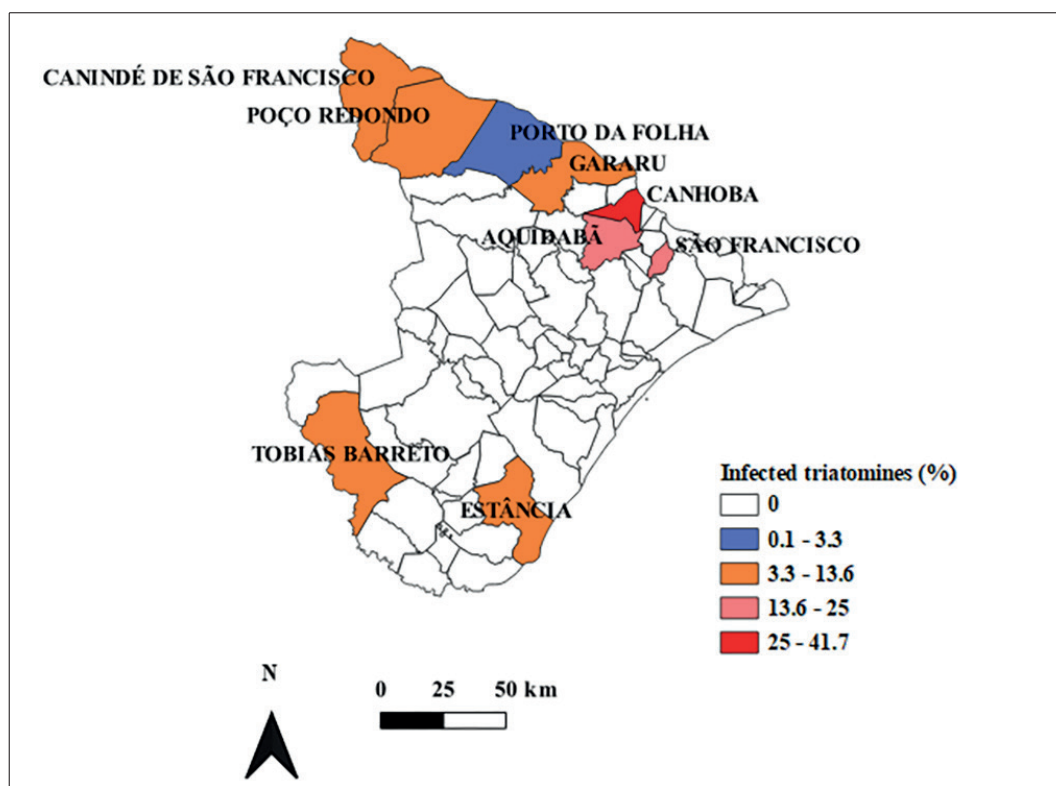 CANINDÉ DE SÃO FRANCISCO
POÇO REDONDO
PORTO DA FOLHA
GARARU
CANHOBA
AQUIDABÃ
SÃO FRANCISCO
TOBIAS BARRETO
ESTÂNCIA
Infected triatomines (%)
0
0.1 - 3.3
3.3 - 13.6
13.6 - 25
25 - 41.7
N
0 25 50 km